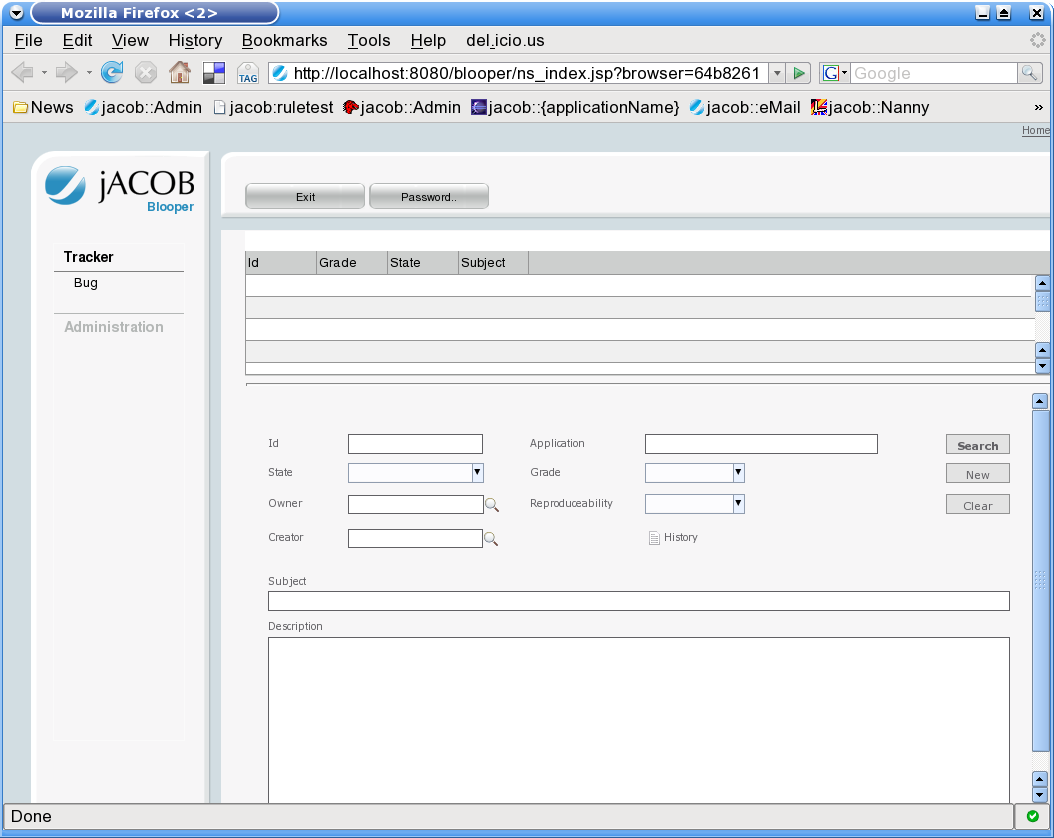 Mozilla Firefox <2>
File Edit View History Bookmarks Tools Help del.icio.us
TAG http://localhost:8080/blooper/ns_index.jsp?browser=64b8261 G Google
News jacob::Admin jacob:ruletest jacob::Admin jacob::{applicationName} jacob::eMail jacob::Nanny »
Home
jACOB
Blooper
Exit Password..
Tracker
Bug
Administration
Id Grade State Subject
Id Application Search
State Grade New
Owner Reproduceability Clear
Creator History
Subject
Description
Done